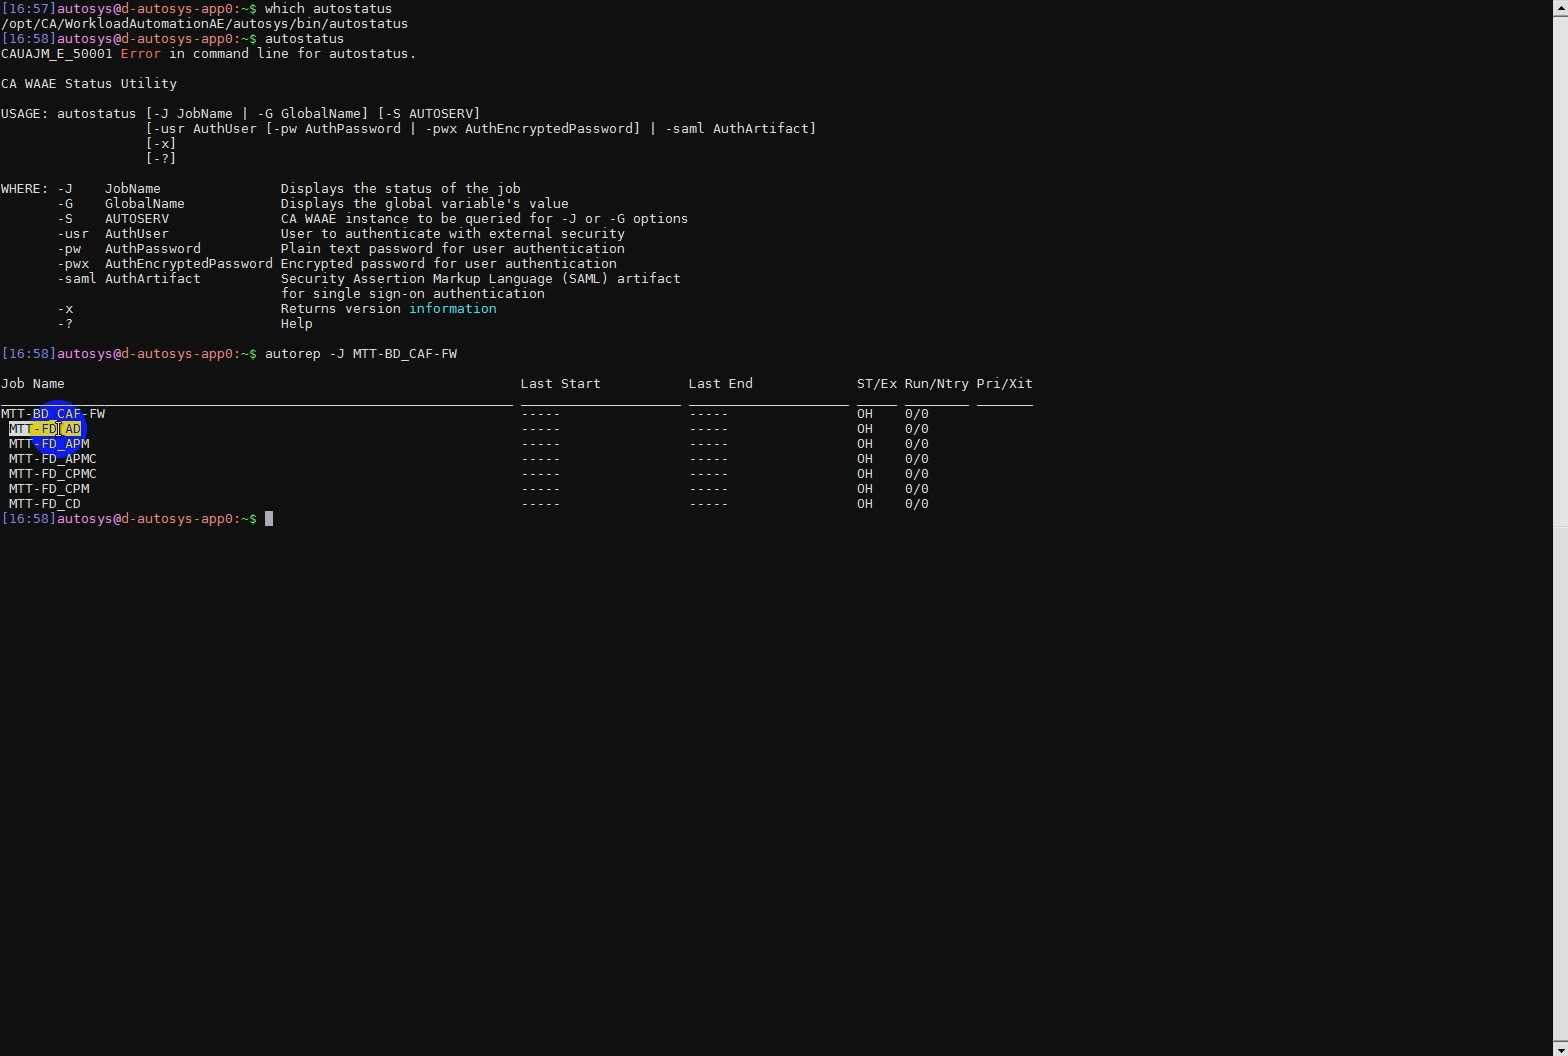 [16:57]autosys@d-autosys-app0:~$ which autostatus
/opt/CA/WorkloadAutomationAE/autosys/bin/autostatus
[16:58]autosys@d-autosys-app0:~$ autostatus
CAUAJM_E_50001 Error in command line for autostatus.
CA WAAE Status Utility
USAGE: autostatus [-J JobName | -G GlobalName] [-S AUTOSERV]
[-usr AuthUser [-pw AuthPassword | -pwx AuthEncryptedPassword] | -saml AuthArtifact]
[-x]
[-?]
WHERE: -J JobName Displays the status of the job
-G GlobalName Displays the global variable's value
-S AUTOSERV CA WAAE instance to be queried for -J or -G options
-usr AuthUser User to authenticate with external security
-pw AuthPassword Plain text password for user authentication
-pwx AuthEncryptedPassword Encrypted password for user authentication
-saml AuthArtifact Security Assertion Markup Language (SAML) artifact
for single sign-on authentication
-x Returns version information
-? Help
[16:58]autosys@d-autosys-app0:~$ autorep -J MTT-BD_CAF-FW
Job Name Last Start Last End ST/Ex Run/Ntry Pri/Xit
MTT-BD_CAF-FW ----- ----- OH 0/0
MTT-FD_AD ----- ----- OH 0/0
MTT-FD_APM ----- ----- OH 0/0
MTT-FD_APMC ----- ----- OH 0/0
MTT-FD_CPMC ----- ----- OH 0/0
MTT-FD_CPM ----- ----- OH 0/0
MTT-FD_CD ----- ----- OH 0/0
[16:58]autosys@d-autosys-app0:~$